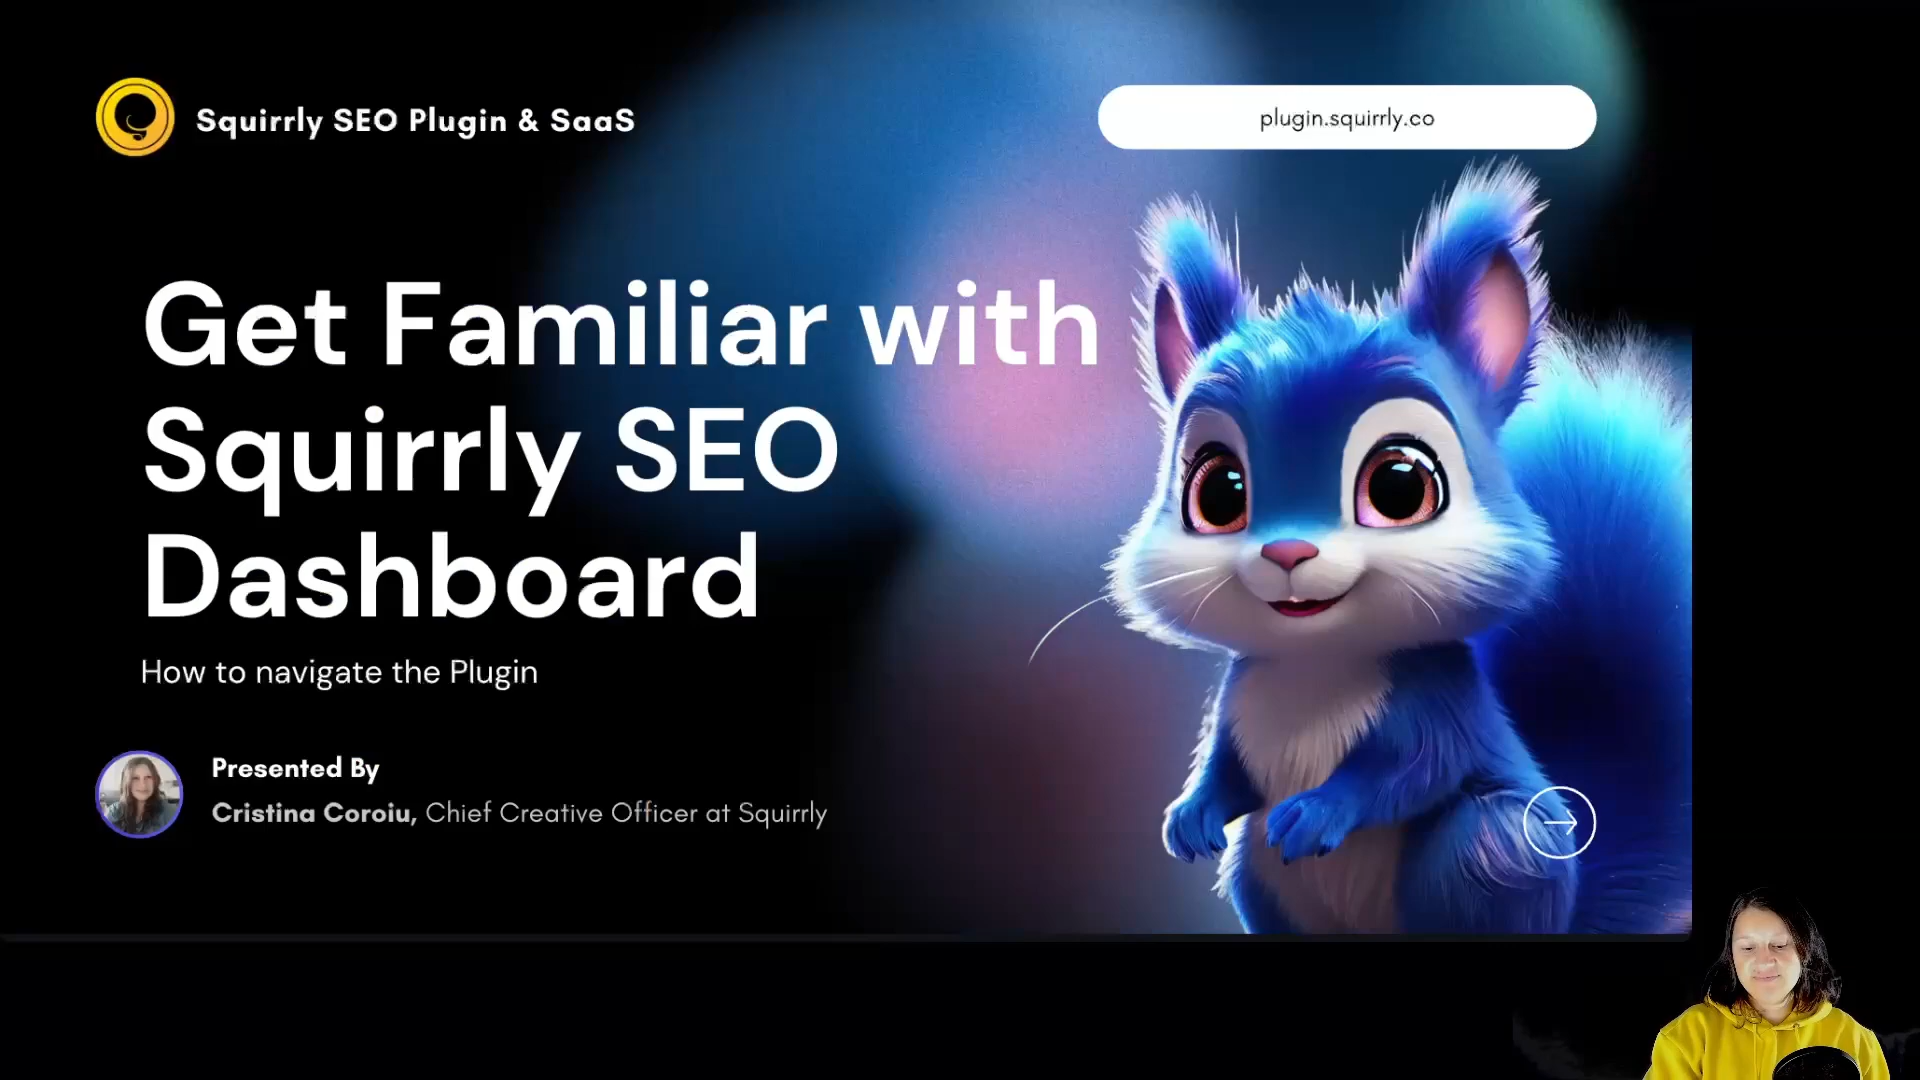 Squirrly SEO Plugin & SaaS
plugin.squirrly.co
Get Familiar with
Squirrly SEO
Dashboard
How to navigate the Plugin
Presented By
Cristina Coroiu, Chief Creative Officer at Squirrly